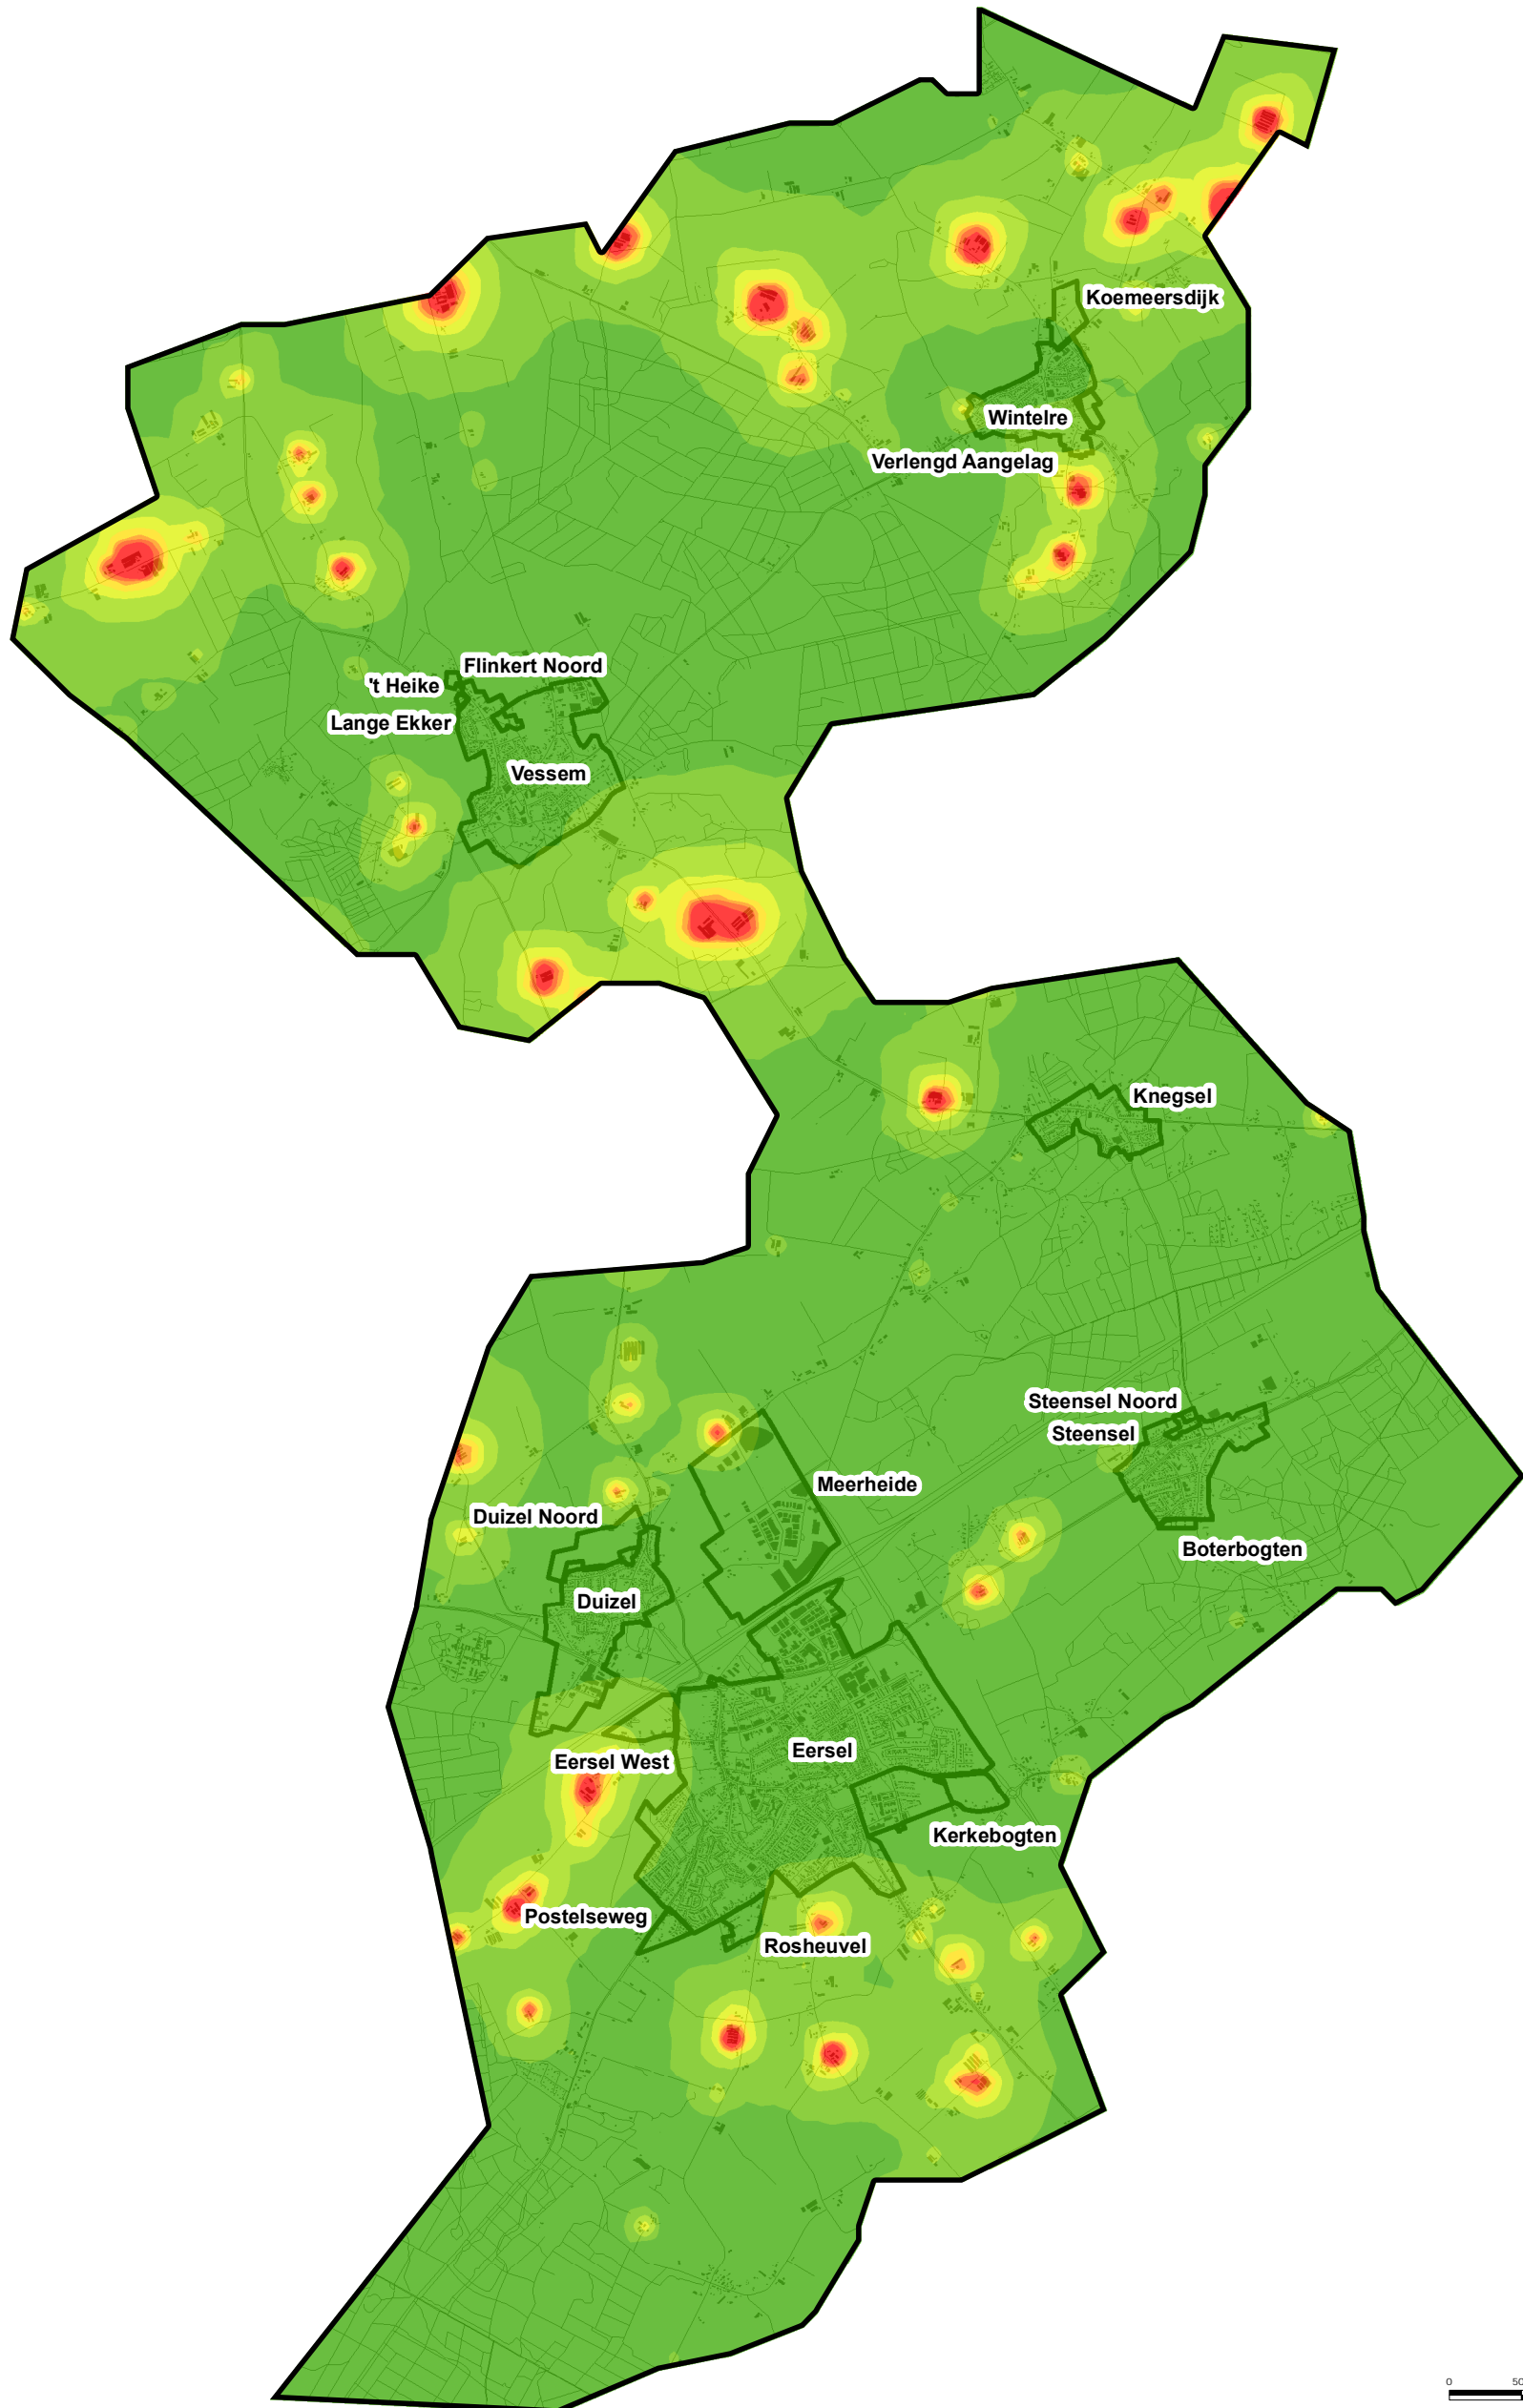 Koemeersdijk
Wintelre
Verlengd Aangelag
Flinkert Noord
't Heike
Lange Ekker
Vessem
Knegsel
Steensel Noord
Steensel
Meerheide
Duizel Noord
Boterbogten
Duizel
Eersel
Eersel West
Kerkebogten
Postelseweg
Rosheuvel
0